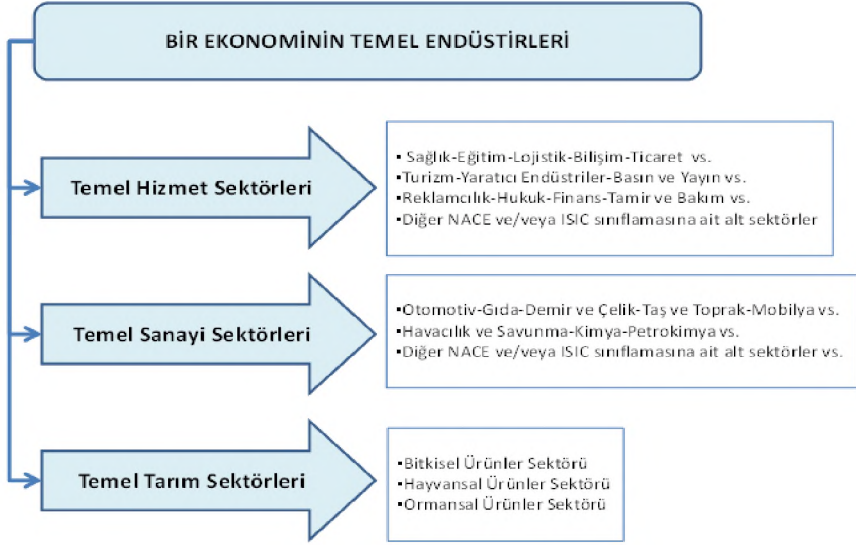 BİR EKONOMİNİN TEMEL ENDÜSTİRLERİ
Temel Hizmet Sektörleri
▪ Sağlık-Eğitim-Lojistik-Bilişim-Ticaret vs.
▪Turizm-Yaratıcı Endüstriler-Basın ve Yayın vs.
▪Reklamcılık-Hukuk-Finans-Tamir ve Bakım vs.
▪Diğer NACE ve/veya ISIC sınıflamasına ait alt sektörler
Temel Sanayi Sektörleri
▪Otomotiv-Gıda-Demir ve Çelik-Taş ve Toprak-Mobilya vs.
▪Havacılık ve Savunma-Kimya-Petrokimya vs.
▪Diğer NACE ve/veya ISIC sınıflamasına ait alt sektörler vs.
Temel Tarım Sektörleri
▪Bitkisel Ürünler Sektörü
▪Hayvansal Ürünler Sektörü
▪Ormansal Ürünler Sektörü